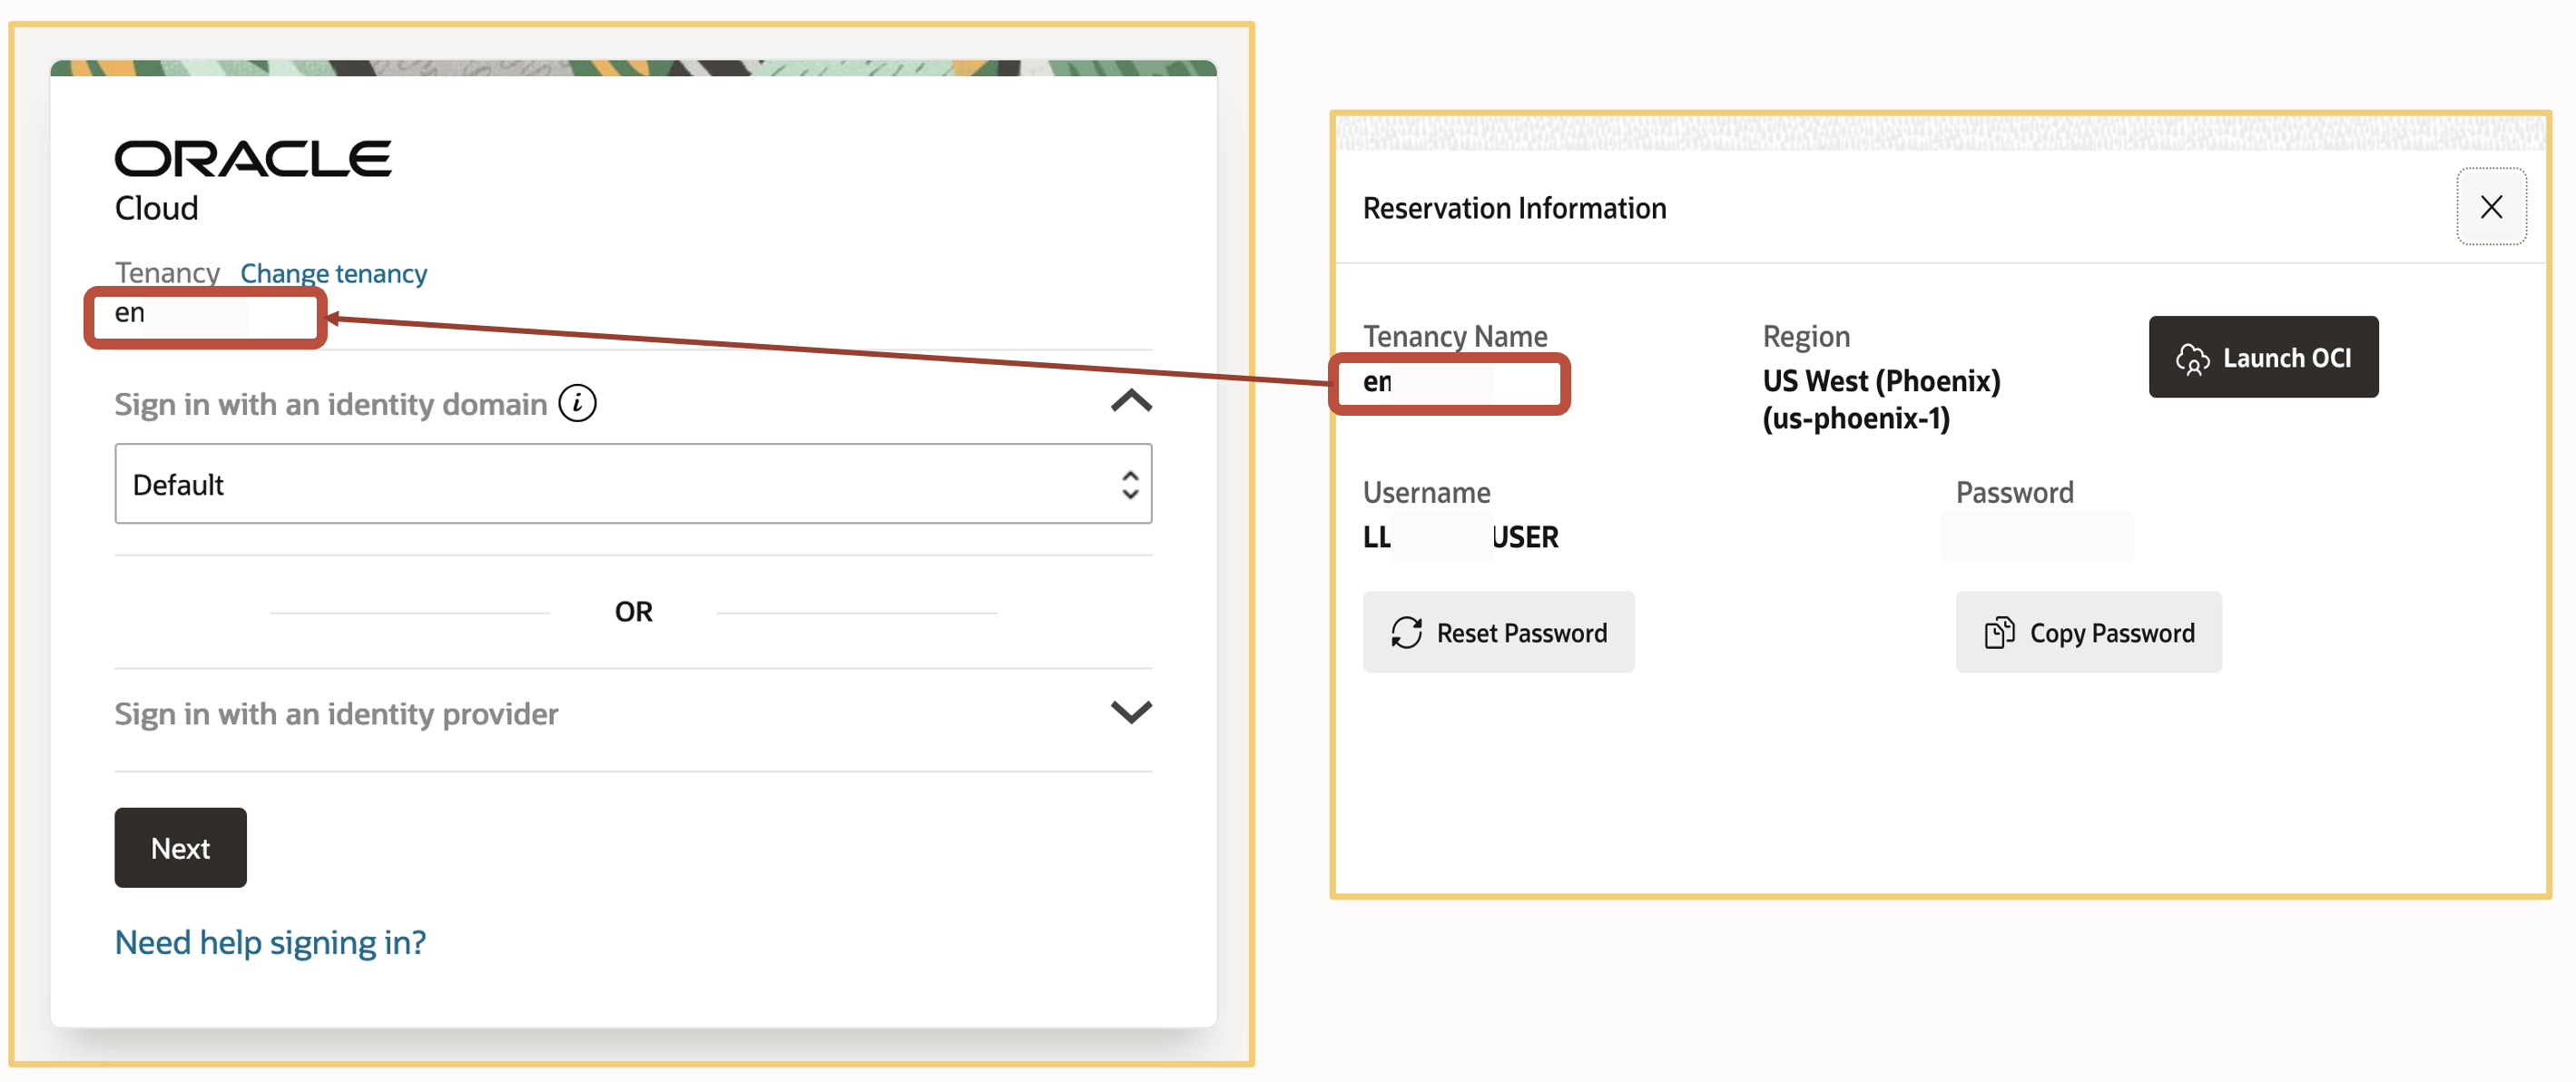 ORACLE
Cloud
Tenancy Change tenancy
en
Sign in with an identity domain i
Default
OR
Sign in with an identity provider
Next
Need help signing in?
Reservation Information
Tenancy Name
en
Region
US West (Phoenix)
(us-phoenix-1)
Launch OCI
Username
LL USER
Password
Reset Password
Copy Password